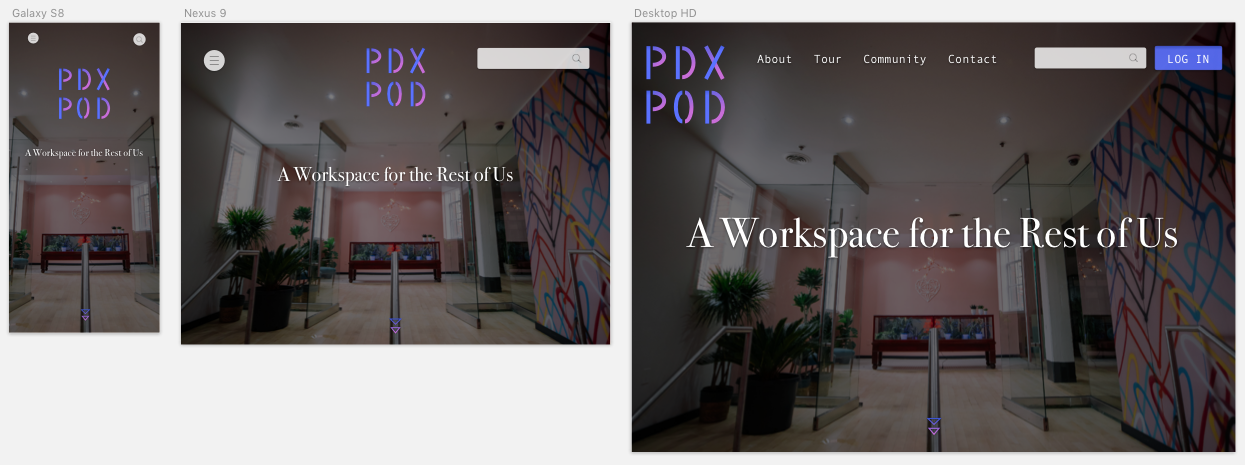 Galaxy S8
PDX
POD
A Workspace for the Rest of Us
Nexus 9
PDX
POD
A Workspace for the Rest of Us
Desktop HD
PDX
POD
About Tour Community Contact
LOG IN
A Workspace for the Rest of Us